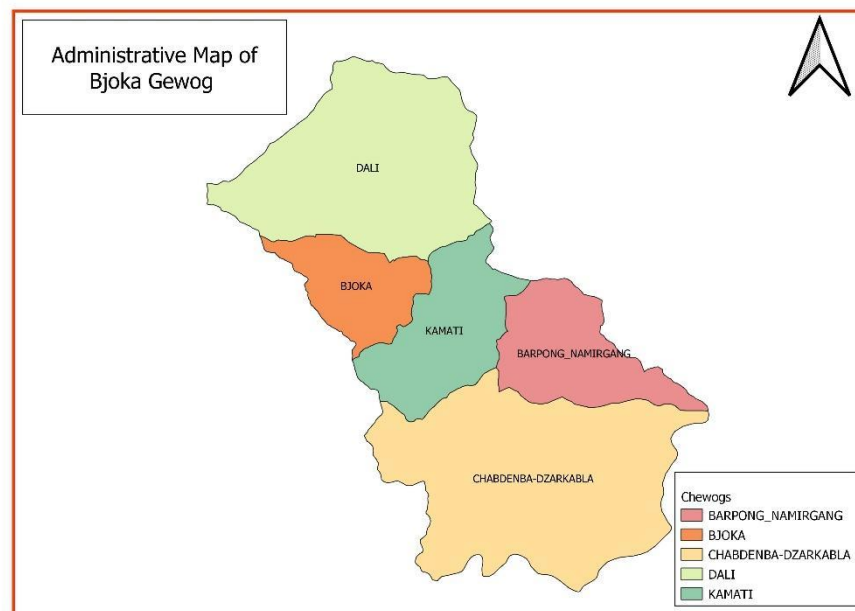 Administrative Map of
Bjoka Gewog
DALI
BJOKA
KAMATI
BARPONG_NAMIRGANG
CHABDENBA-DZARKABLA
Chewogs
BARPONG_NAMIRGANG
BJOKA
CHABDENBA-DZARKABLA
DALI
KAMATI